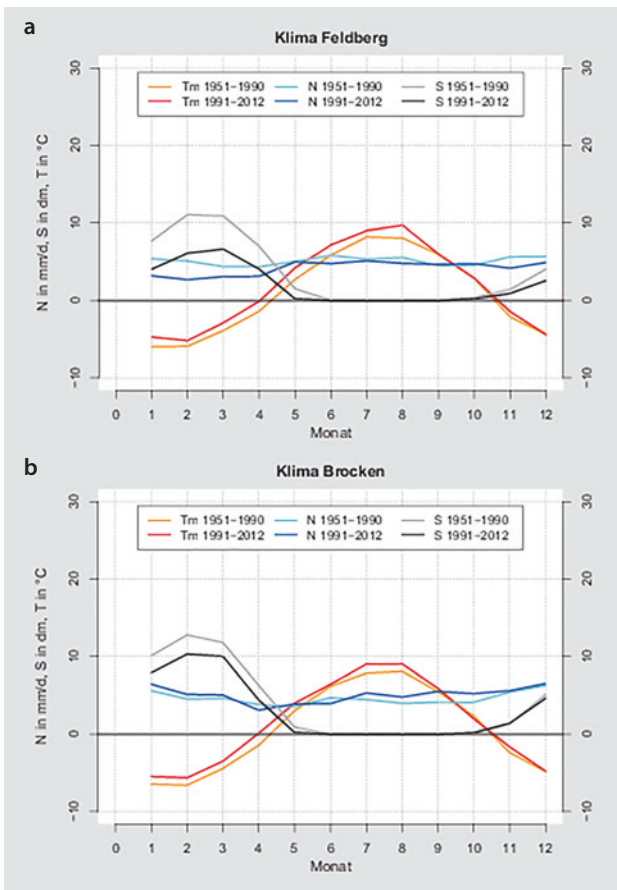 a
Klima Feldberg
Tm 1951–1990 N 1951–1990 S 1951–1990
Tm 1991–2012 N 1991–2012 S 1991–2012
N in mm/d, S in dm, T in °C
30 30
20 20
10 10
0 0
−10 −10
0 1 2 3 4 5 6 7 8 9 10 11 12
Monat
b
Klima Brocken
Tm 1951–1990 N 1951–1990 S 1951–1990
Tm 1991–2012 N 1991–2012 S 1991–2012
N in mm/d, S in dm, T in °C
30 30
20 20
10 10
0 0
−10 −10
0 1 2 3 4 5 6 7 8 9 10 11 12
Monat